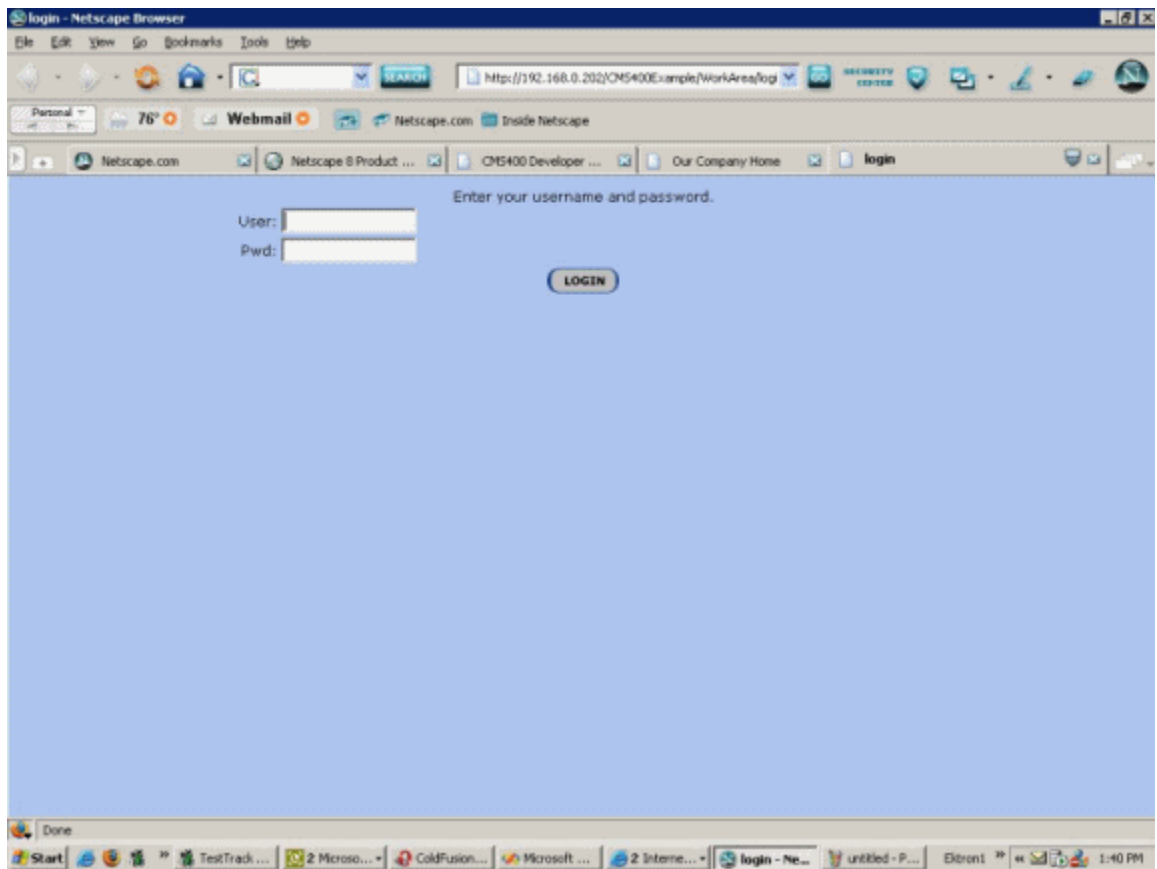 login - Netscape Browser
File Edit View Go Bookmarks Tools Help
SEARCH http://192.168.0.202/CMS400Example/WorkArea/logi GO SECURITY CENTER
Personal 76° Webmail Netscape.com Inside Netscape
Netscape.com Netscape 8 Product ... CMS400 Developer ... Our Company Home login
Enter your username and password.
User:
Pwd:
LOGIN
Done
Start TestTrack ... 2 Microso... ColdFusion... Microsoft ... 2 Interne... login - Ne... untitled - P... Ektron1 1:40 PM